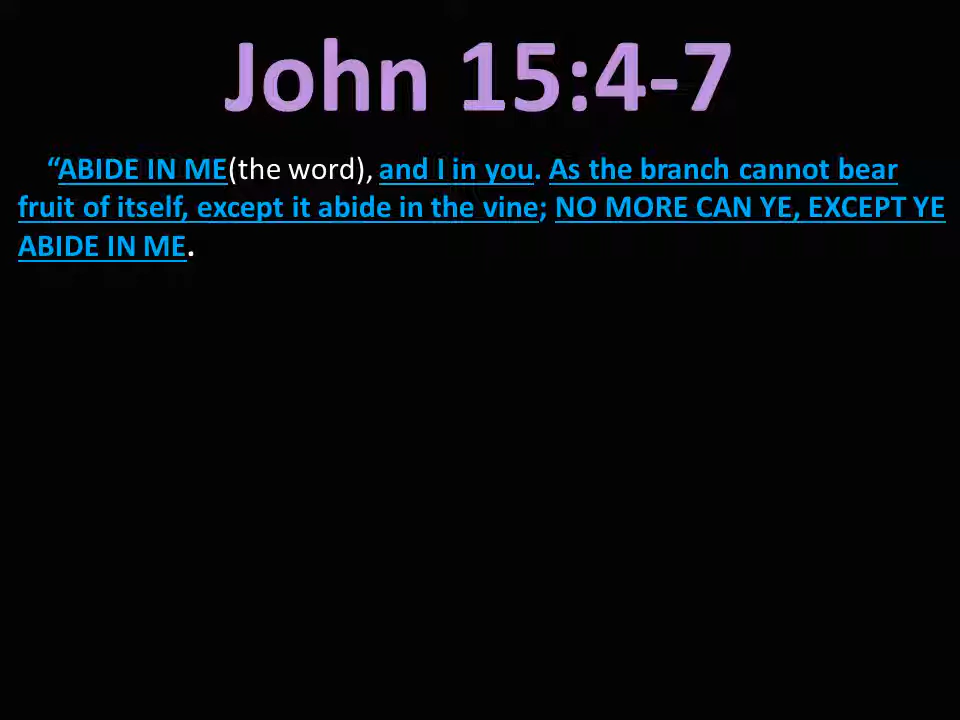 John 15:4-7
“ABIDE IN ME(the word), and I in you. As the branch cannot bear
fruit of itself, except it abide in the vine; NO MORE CAN YE, EXCEPT YE
ABIDE IN ME.